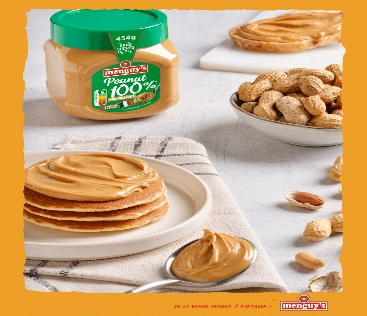 454g
menguy's
Peanut
100%
DE LA BONNE HUMEUR À PARTAGER !
menguy's